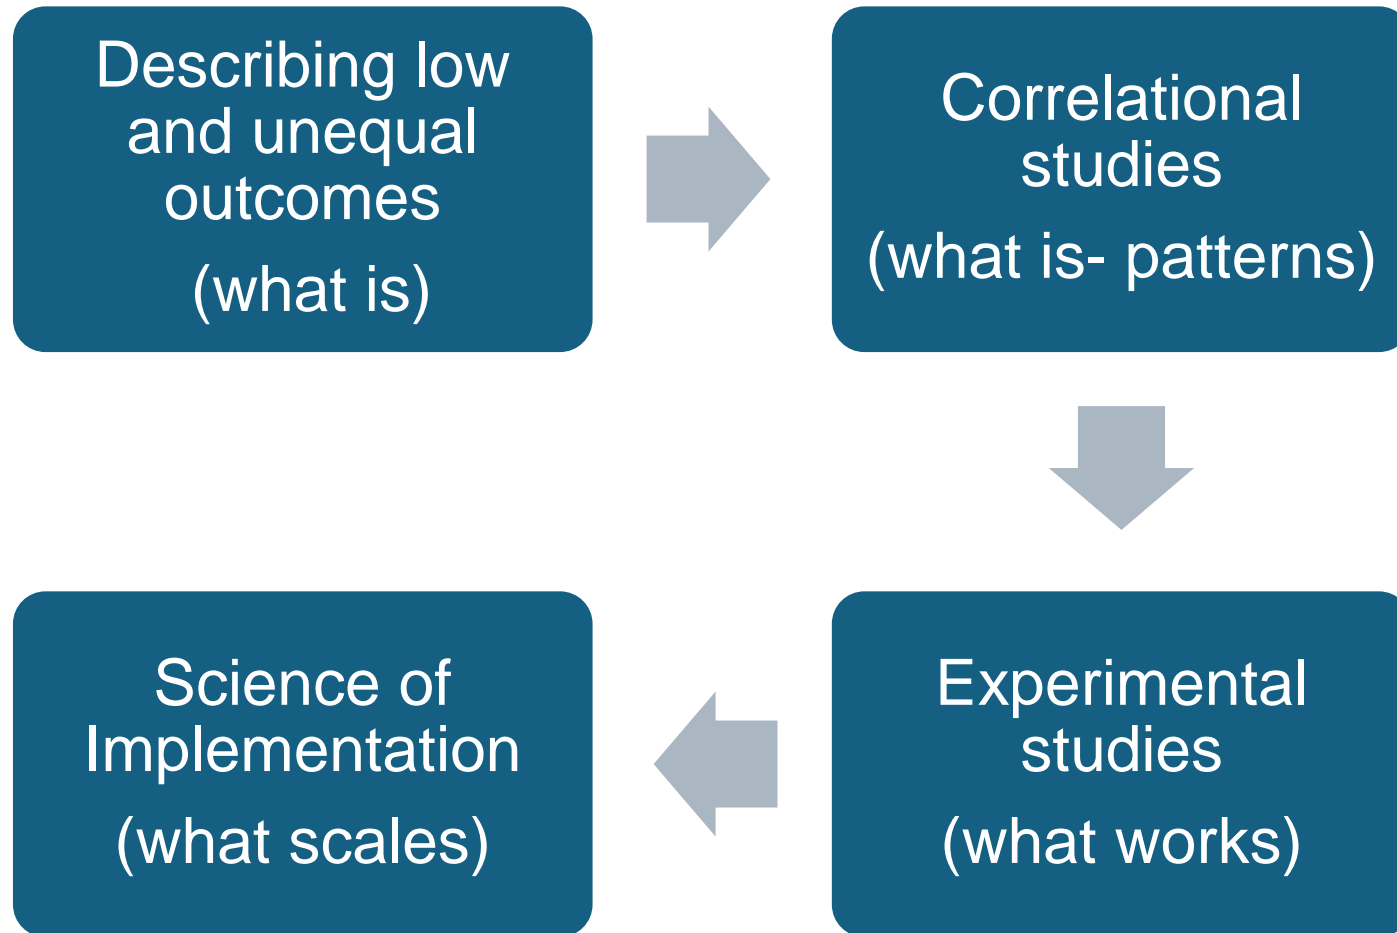 Describing low
and unequal
outcomes
(what is)
Correlational
studies
(what is- patterns)
Experimental
studies
(what works)
Science of
Implementation
(what scales)